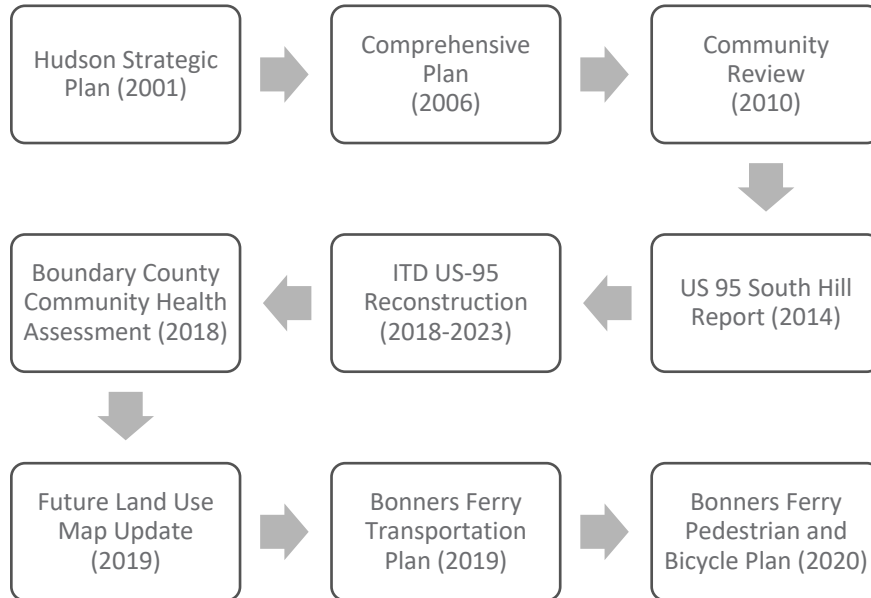 Hudson Strategic
Plan (2001)
Comprehensive
Plan
(2006)
Community
Review
(2010)
US 95 South Hill
Report (2014)
ITD US-95
Reconstruction
(2018-2023)
Boundary County
Community Health
Assessment (2018)
Future Land Use
Map Update
(2019)
Bonners Ferry
Transportation
Plan (2019)
Bonners Ferry
Pedestrian and
Bicycle Plan (2020)